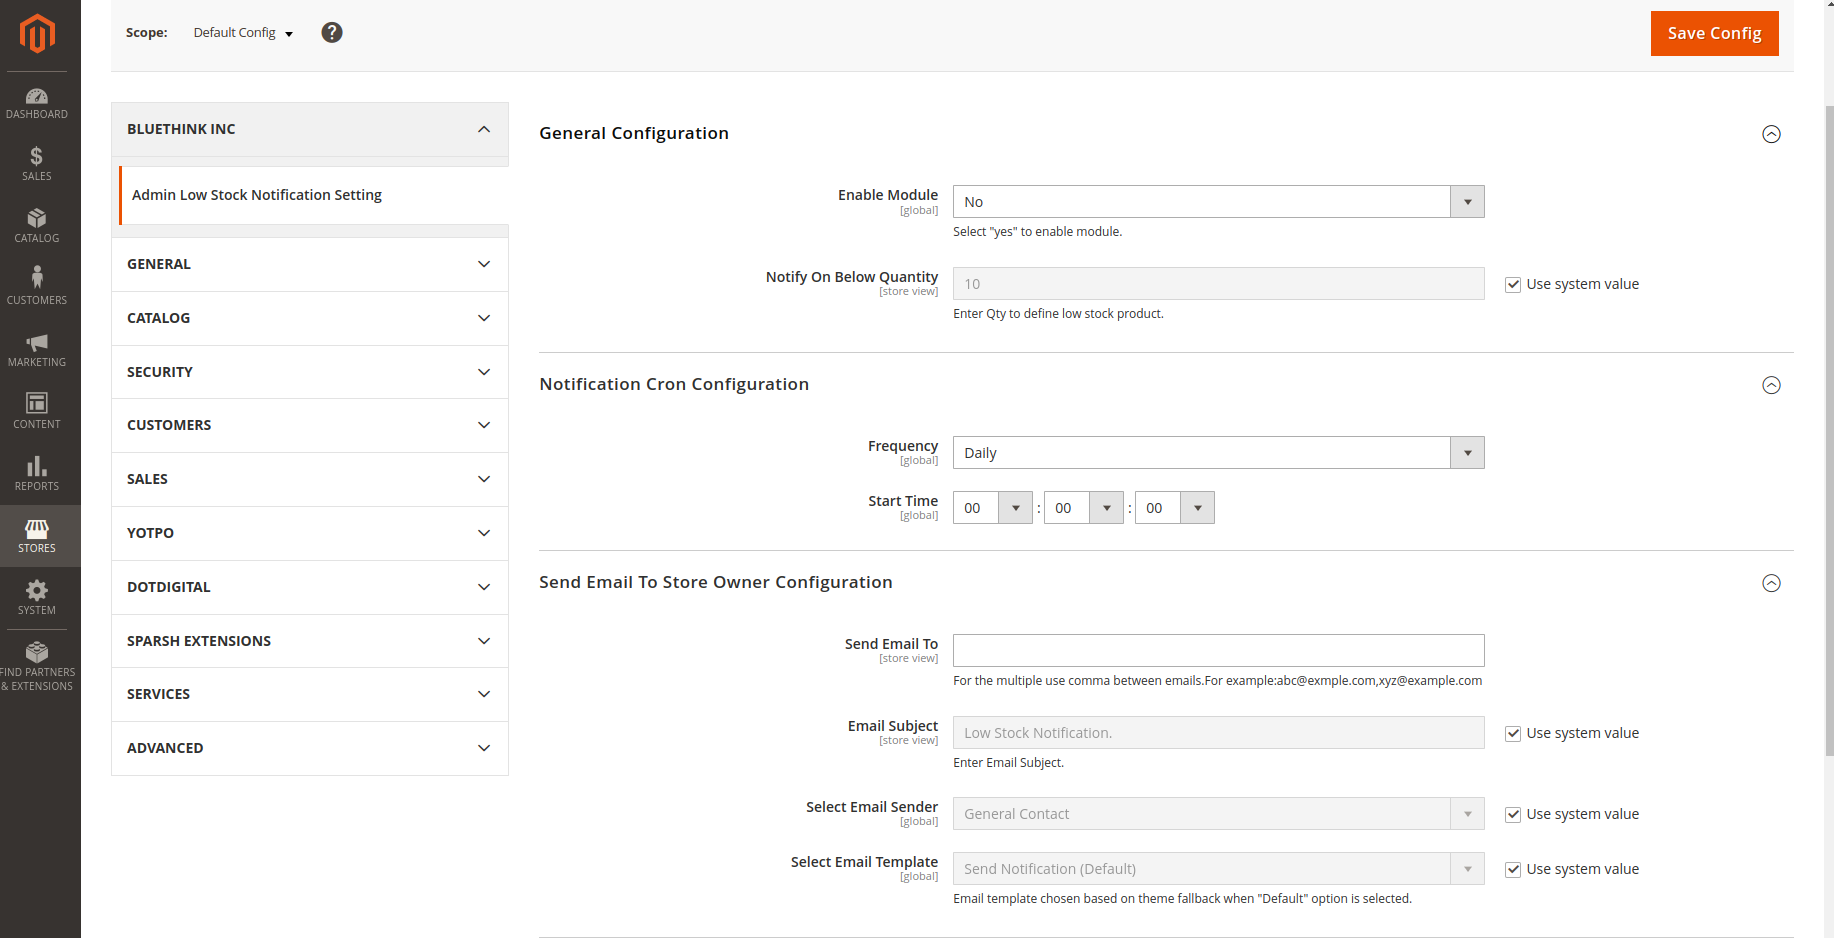 Scope: Default Config ?
Save Config
DASHBOARD
SALES
CATALOG
CUSTOMERS
MARKETING
CONTENT
REPORTS
STORES
SYSTEM
FIND PARTNERS
& EXTENSIONS
BLUETHINK INC
Admin Low Stock Notification Setting
GENERAL
CATALOG
SECURITY
CUSTOMERS
SALES
YOTPO
DOTDIGITAL
SPARSH EXTENSIONS
SERVICES
ADVANCED
General Configuration
Enable Module
[global]
No
Select "yes" to enable module.
Notify On Below Quantity
[store view]
10
Use system value
Enter Qty to define low stock product.
Notification Cron Configuration
Frequency
[global]
Daily
Start Time
[global]
00 : 00 : 00
Send Email To Store Owner Configuration
Send Email To
[store view]
For the multiple use comma between emails.For example:abc@exmple.com,xyz@example.com
Email Subject
[store view]
Low Stock Notification.
Use system value
Enter Email Subject.
Select Email Sender
[global]
General Contact
Use system value
Select Email Template
[global]
Send Notification (Default)
Use system value
Email template chosen based on theme fallback when "Default" option is selected.